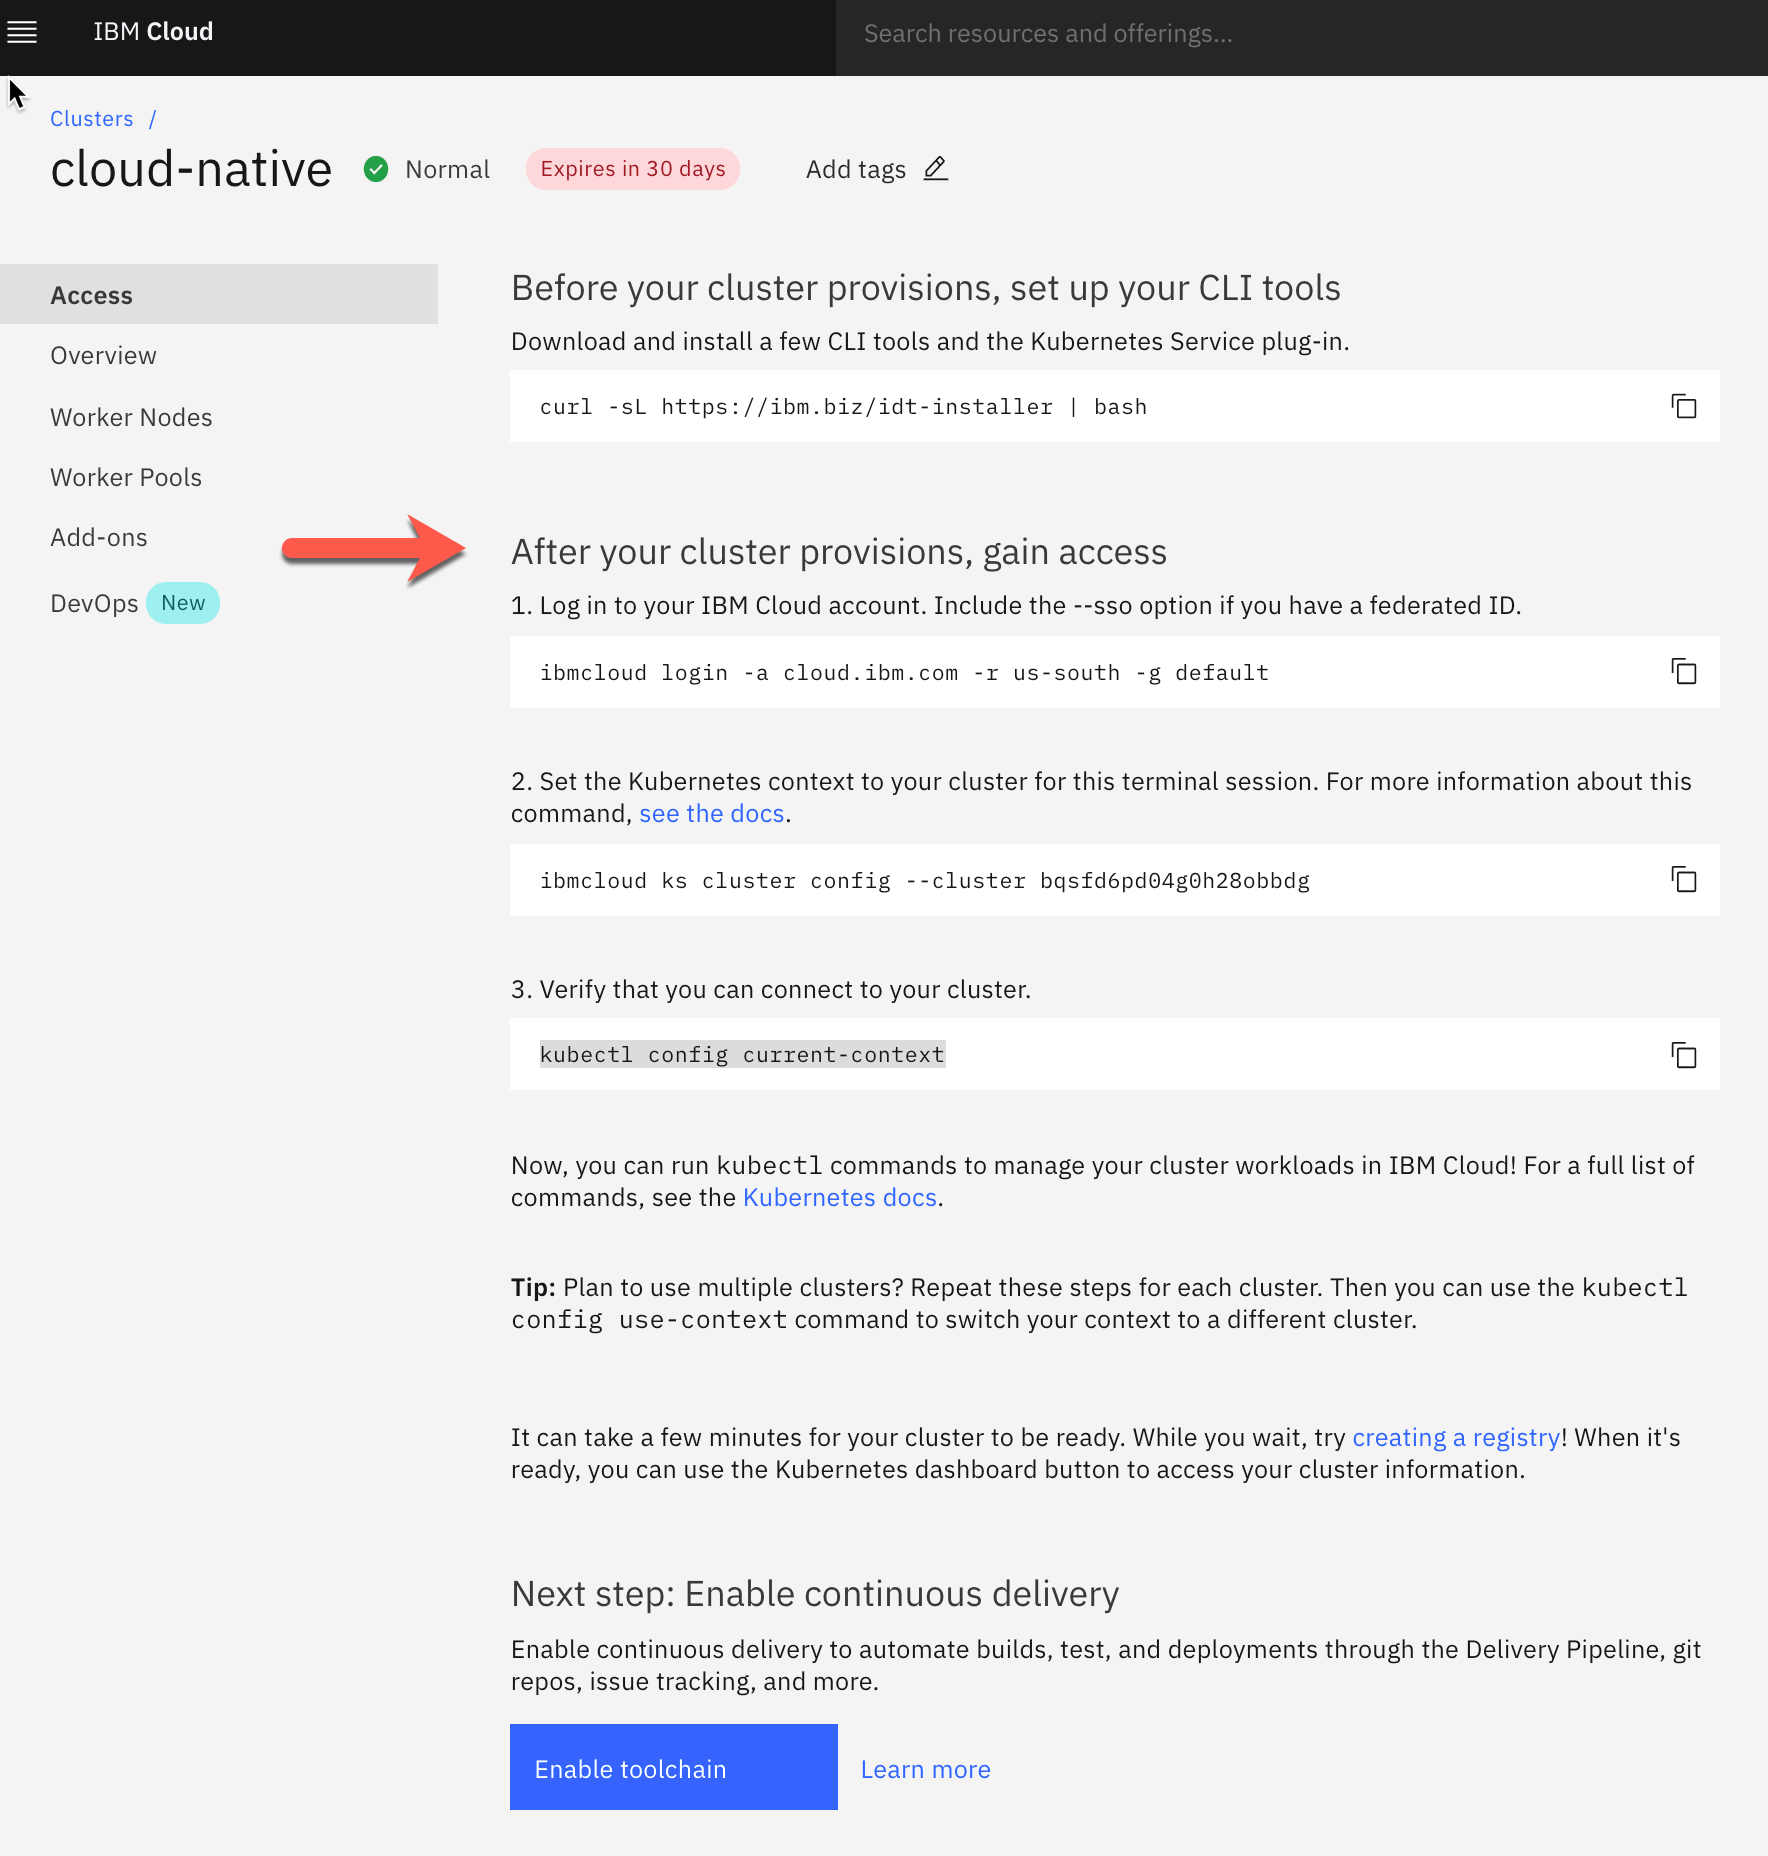 IBM Cloud
Search resources and offerings...
Clusters /
cloud-native
Normal
Expires in 30 days
Add tags
Access
Overview
Worker Nodes
Worker Pools
Add-ons
DevOps New
Before your cluster provisions, set up your CLI tools
Download and install a few CLI tools and the Kubernetes Service plug-in.
curl -sL https://ibm.biz/idt-installer | bash
After your cluster provisions, gain access
1. Log in to your IBM Cloud account. Include the --sso option if you have a federated ID.
ibmcloud login -a cloud.ibm.com -r us-south -g default
2. Set the Kubernetes context to your cluster for this terminal session. For more information about this
command, see the docs.
ibmcloud ks cluster config --cluster bqsfd6pd04g0h28obbdg
3. Verify that you can connect to your cluster.
kubectl config current-context
Now, you can run kubectl commands to manage your cluster workloads in IBM Cloud! For a full list of
commands, see the Kubernetes docs.
Tip: Plan to use multiple clusters? Repeat these steps for each cluster. Then you can use the kubectl
config use-context command to switch your context to a different cluster.
It can take a few minutes for your cluster to be ready. While you wait, try creating a registry! When it's
ready, you can use the Kubernetes dashboard button to access your cluster information.
Next step: Enable continuous delivery
Enable continuous delivery to automate builds, test, and deployments through the Delivery Pipeline, git
repos, issue tracking, and more.
Enable toolchain
Learn more